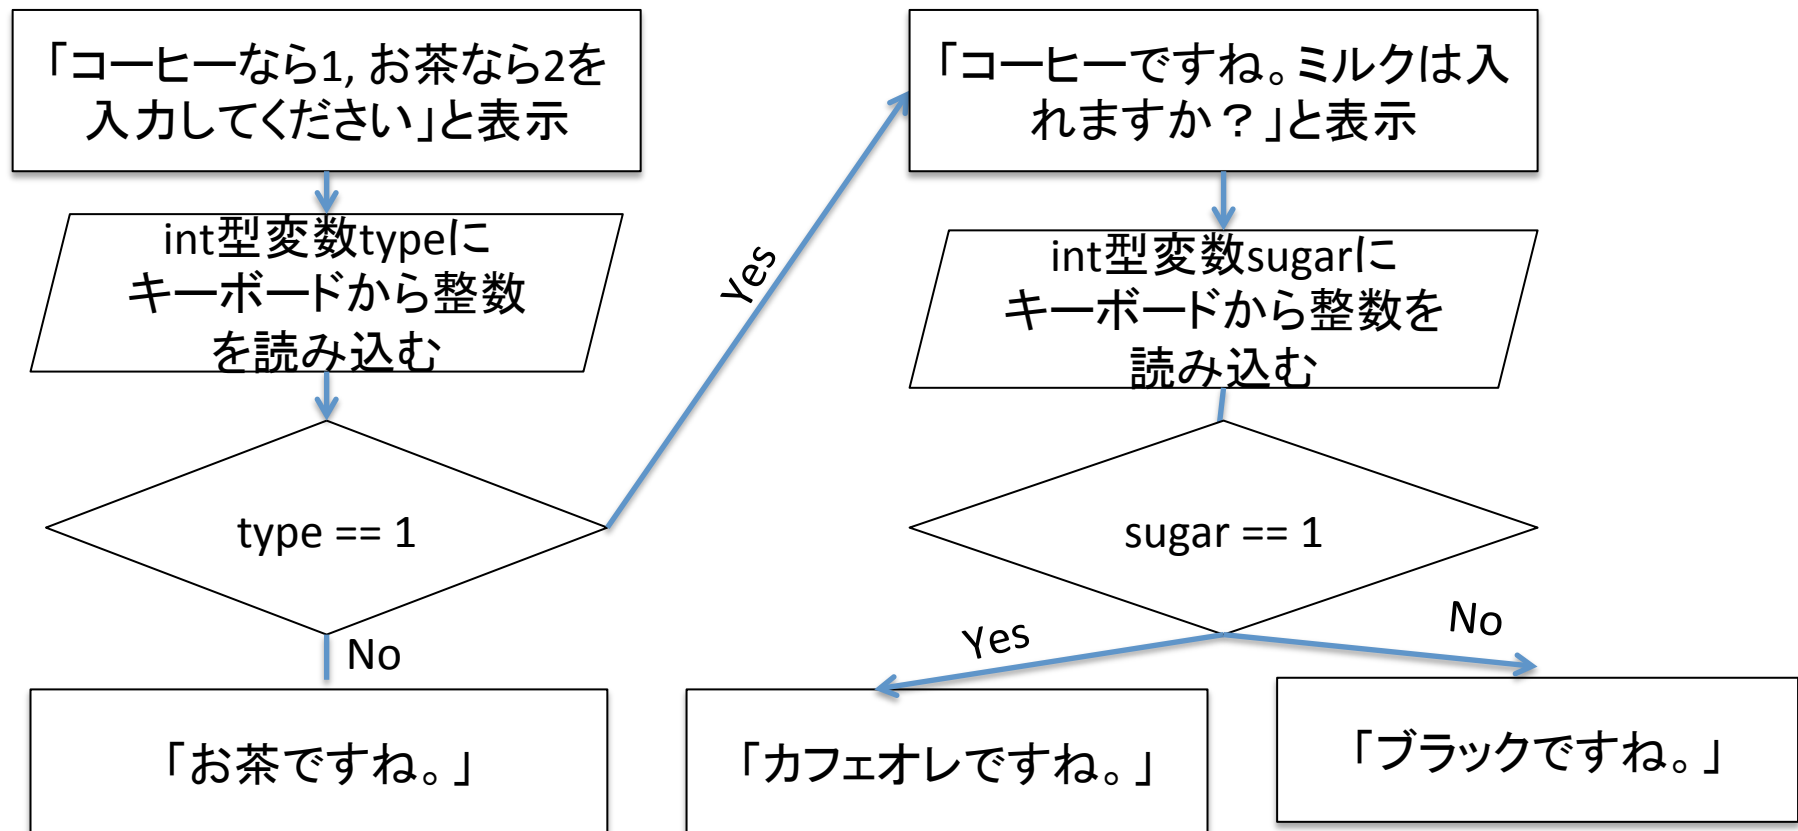 「コーヒーなら1, お茶なら2を
入力してください」と表示
int型変数typeに
キーボードから整数
を読み込む
type == 1
No
「お茶ですね。」
Yes
「コーヒーですね。ミルクは入
れますか？」と表示
int型変数sugarに
キーボードから整数を
読み込む
sugar == 1
Yes
No
「カフェオレですね。」
「ブラックですね。」